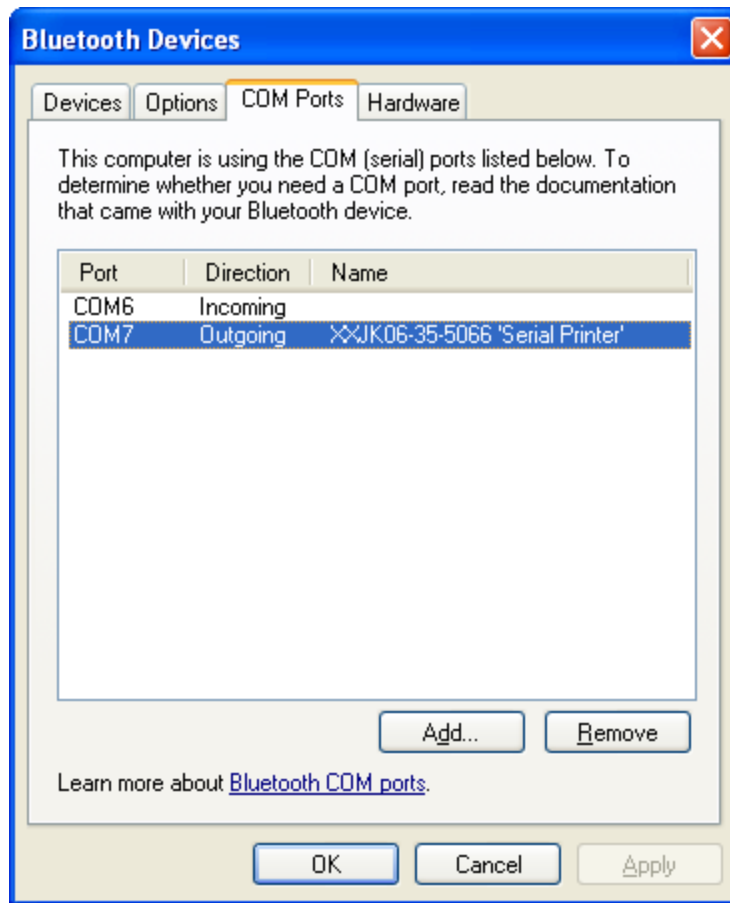 Bluetooth Devices
Devices Options COM Ports Hardware
This computer is using the COM (serial) ports listed below. To
determine whether you need a COM port, read the documentation
that came with your Bluetooth device.
Port Direction Name
COM6 Incoming
COM7 Outgoing XXJK06-35-5066 'Serial Printer'
Add... Remove
Learn more about Bluetooth COM ports.
OK Cancel Apply